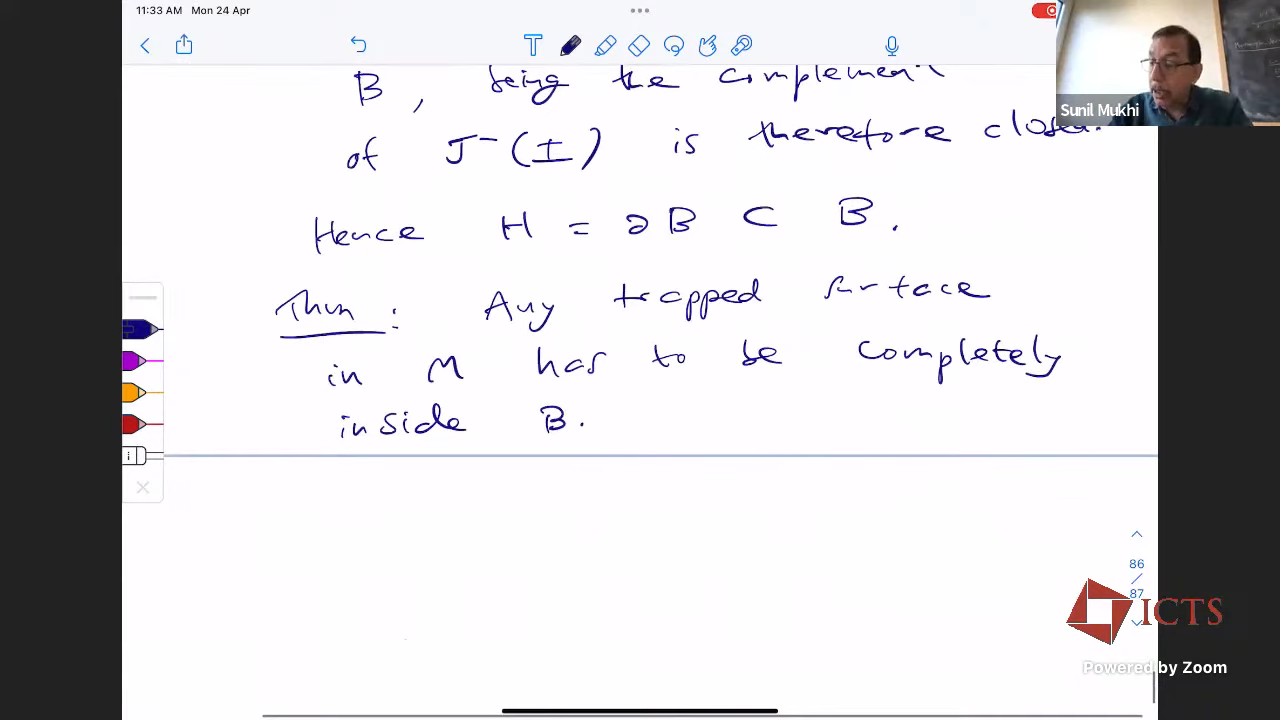 11:33 AM Mon 24 Apr
B, being the complement
Sunil Mukhi
of J⁻(I) is therefore closed.
Hence H = ∂B ⊂ B.
Thm: Any trapped surface
in M has to be completely
inside B.
86
/
87
ICTS
Powered by Zoom